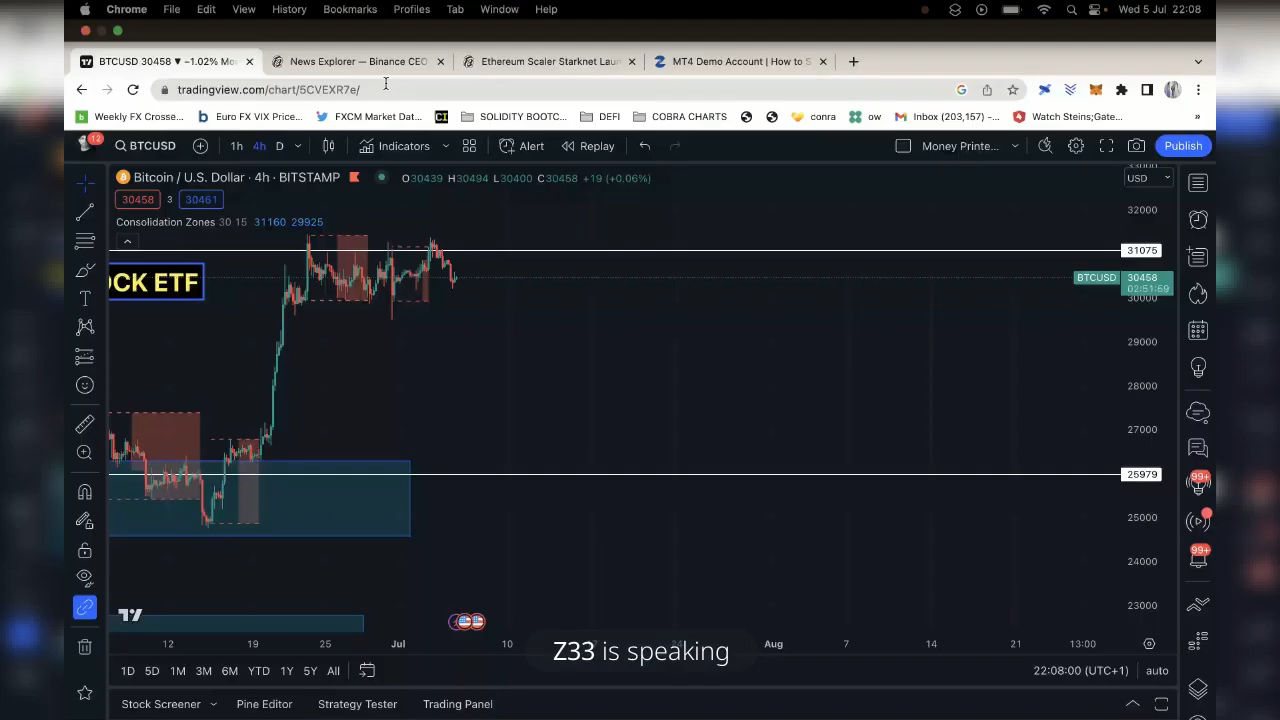 Chrome File Edit View History Bookmarks Profiles Tab Window Help Wed 5 Jul 22:08
BTCUSD 30458 ▼ −1.02% Mo
News Explorer — Binance CEO
Ethereum Scaler Starknet Laun
MT4 Demo Account | How to S
tradingview.com/chart/5CVEXR7e/
Weekly FX Crosse... Euro FX VIX Price... FXCM Market Dat... SOLIDITY BOOTC... DEFI COBRA CHARTS conra ow Inbox (203,157) -... Watch Steins;Gate... »
12 BTCUSD 1h 4h D Indicators Alert Replay Money Printe... Publish
Bitcoin / U.S. Dollar · 4h · BITSTAMP O30439 H30494 L30400 C30458 +19 (+0.06%)
USD
30458 3 30461
Consolidation Zones 30 15 31160 29925
OCK ETF
32000
31075
BTCUSD 30458
02:51:59
30000
29000
28000
27000
25979
25000
24000
23000
12 19 25 Jul 10 Aug 7 14 21 13:00
Z33 is speaking
1D 5D 1M 3M 6M YTD 1Y 5Y All 22:08:00 (UTC+1) auto
Stock Screener Pine Editor Strategy Tester Trading Panel
99+
99+